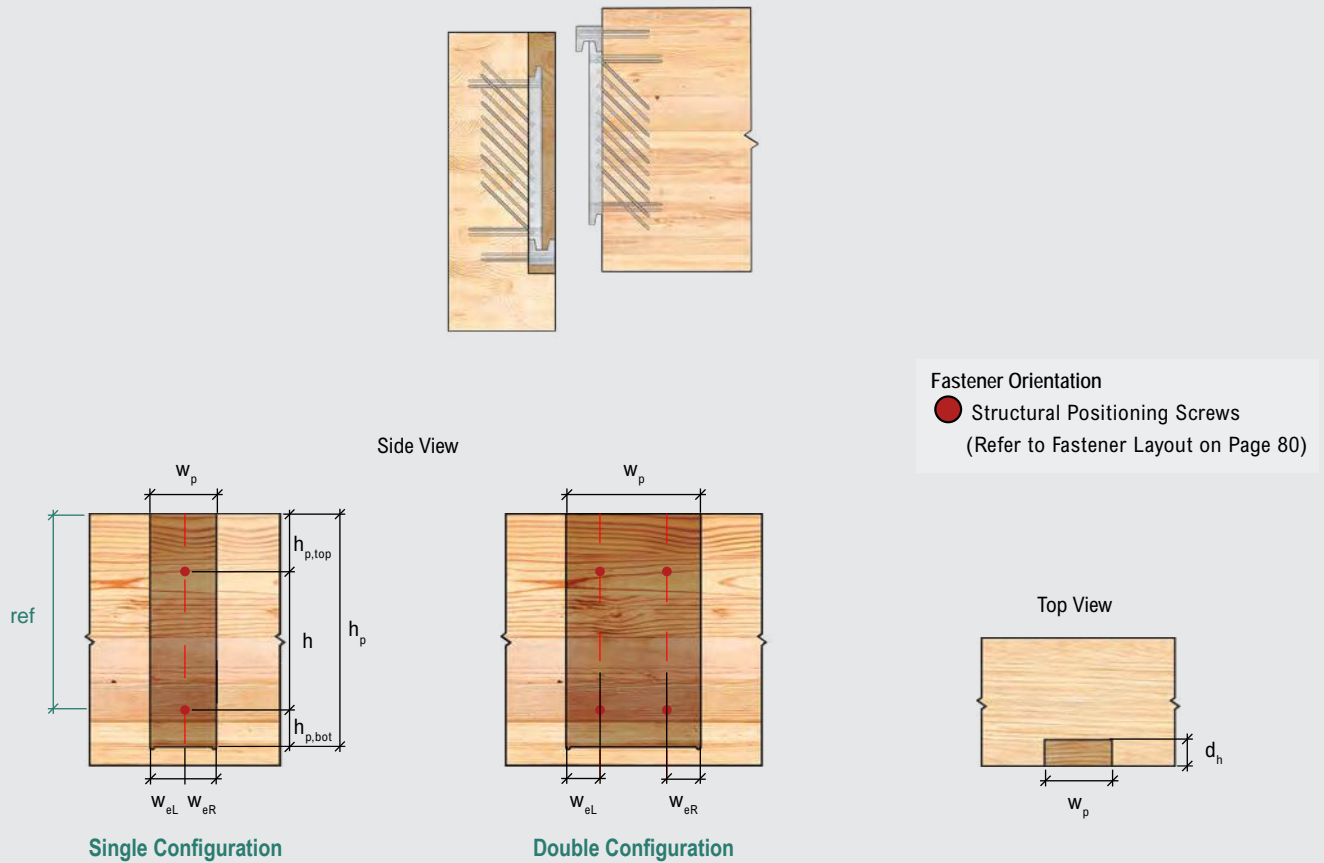 Fastener Orientation
Structural Positioning Screws
(Refer to Fastener Layout on Page 80)
Side View
wp
wp
ref
hp,top
h
hp,bot
hp
weL weR
weL weR
Single Configuration
Double Configuration
Top View
dh
wp